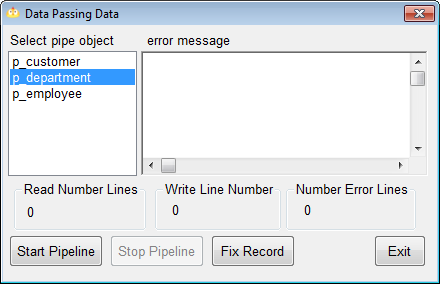 Data Passing Data
Select pipe object error message
p_customer
p_department
p_employee
Read Number Lines Write Line Number Number Error Lines
0 0 0
Start Pipeline Stop Pipeline Fix Record Exit